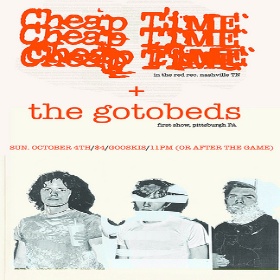 Cheap TIME
Cheap TIME
Cheap TIME
in the red rec, nashville TN
+
the gotobeds
first show, pittsburgh PA
SUN. OCTOBER 4TH/$4/GOOSKIS/11PM (OR AFTER THE GAME)